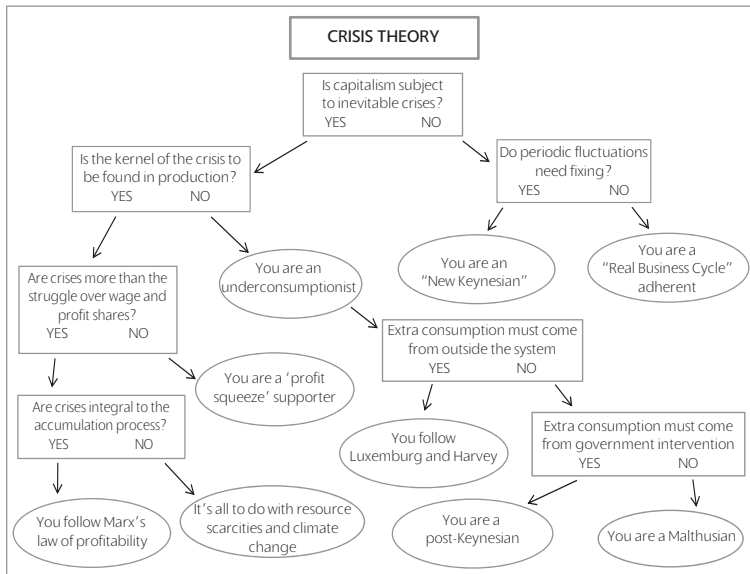 CRISIS THEORY
Is capitalism subject
to inevitable crises?
YES NO
Is the kernel of the crisis to
be found in production?
YES NO
Do periodic fluctuations
need fixing?
YES NO
You are an
"New Keynesian"
You are a
"Real Business Cycle"
adherent
Are crises more than the
struggle over wage and
profit shares?
YES NO
You are an
underconsumptionist
Extra consumption must come
from outside the system
YES NO
You are a 'profit
squeeze' supporter
Are crises integral to the
accumulation process?
YES NO
You follow
Luxemburg and Harvey
Extra consumption must come
from government intervention
YES NO
You follow Marx's
law of profitability
It's all to do with resource
scarcities and climate
change
You are a
post-Keynesian
You are a Malthusian